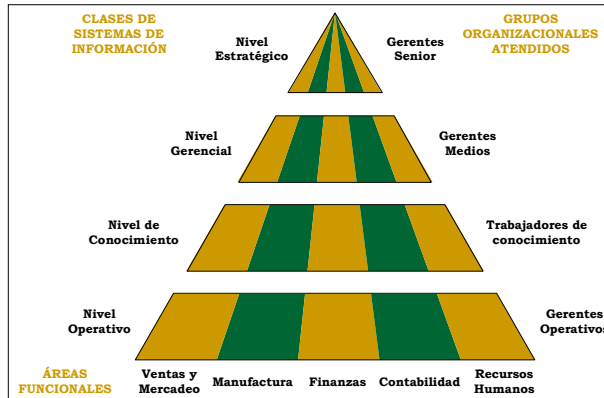 CLASES DE
SISTEMAS DE
INFORMACIÓN
GRUPOS
ORGANIZACIONALES
ATENDIDOS
Nivel
Estratégico
Gerentes
Senior
Nivel
Gerencial
Gerentes
Medios
Nivel de
Conocimiento
Trabajadores de
conocimiento
Nivel
Operativo
Gerentes
Operativos
ÁREAS
FUNCIONALES
Ventas y
Mercadeo
Manufactura
Finanzas
Contabilidad
Recursos
Humanos